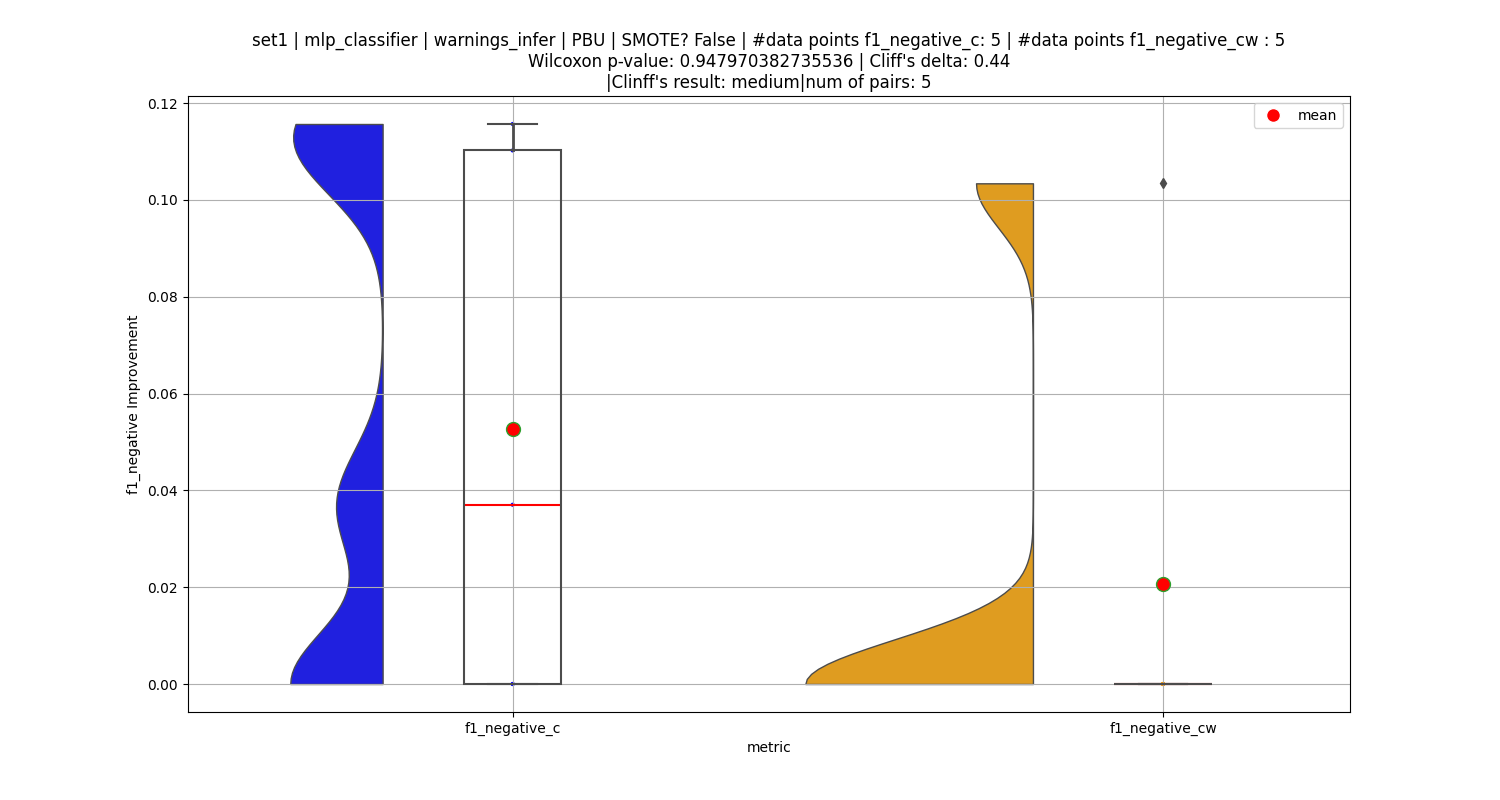 set1 | mlp_classifier | warnings_infer | PBU | SMOTE? False | #data points f1_negative_c: 5 | #data points f1_negative_cw : 5
Wilcoxon p-value: 0.947970382735536 | Cliff's delta: 0.44
|Clinff's result: medium|num of pairs: 5
mean
0.12
0.10
0.08
0.06
0.04
0.02
0.00
f1_negative Improvement
f1_negative_c
f1_negative_cw
metric